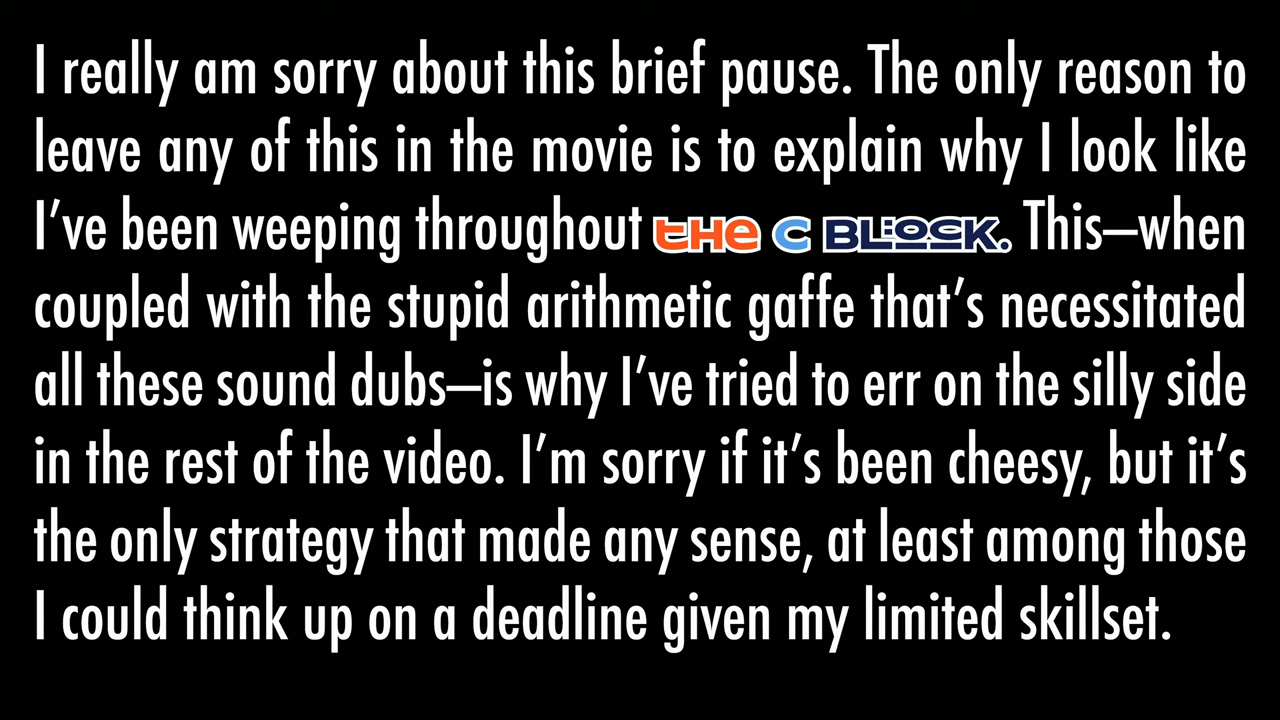 I really am sorry about this brief pause. The only reason to
leave any of this in the movie is to explain why I look like
I’ve been weeping throughout THE C BLOCK. This—when
coupled with the stupid arithmetic gaffe that’s necessitated
all these sound dubs—is why I’ve tried to err on the silly side
in the rest of the video. I’m sorry if it’s been cheesy, but it’s
the only strategy that made any sense, at least among those
I could think up on a deadline given my limited skillset.